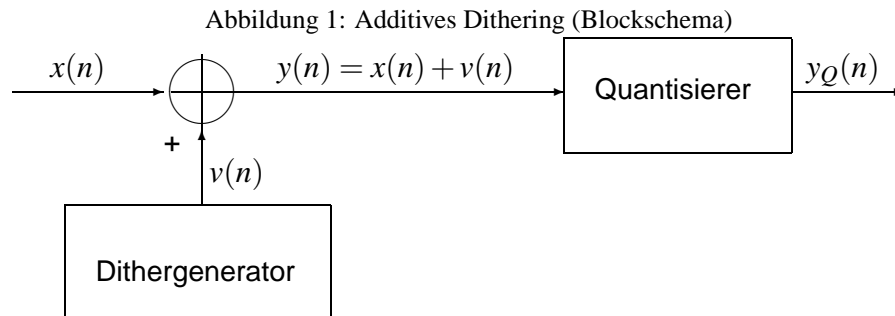 Abbildung 1: Additives Dithering (Blockschema)
x(n)
y(n) = x(n) + v(n)
Quantisierer
y_Q(n)
+
v(n)
Dithergenerator